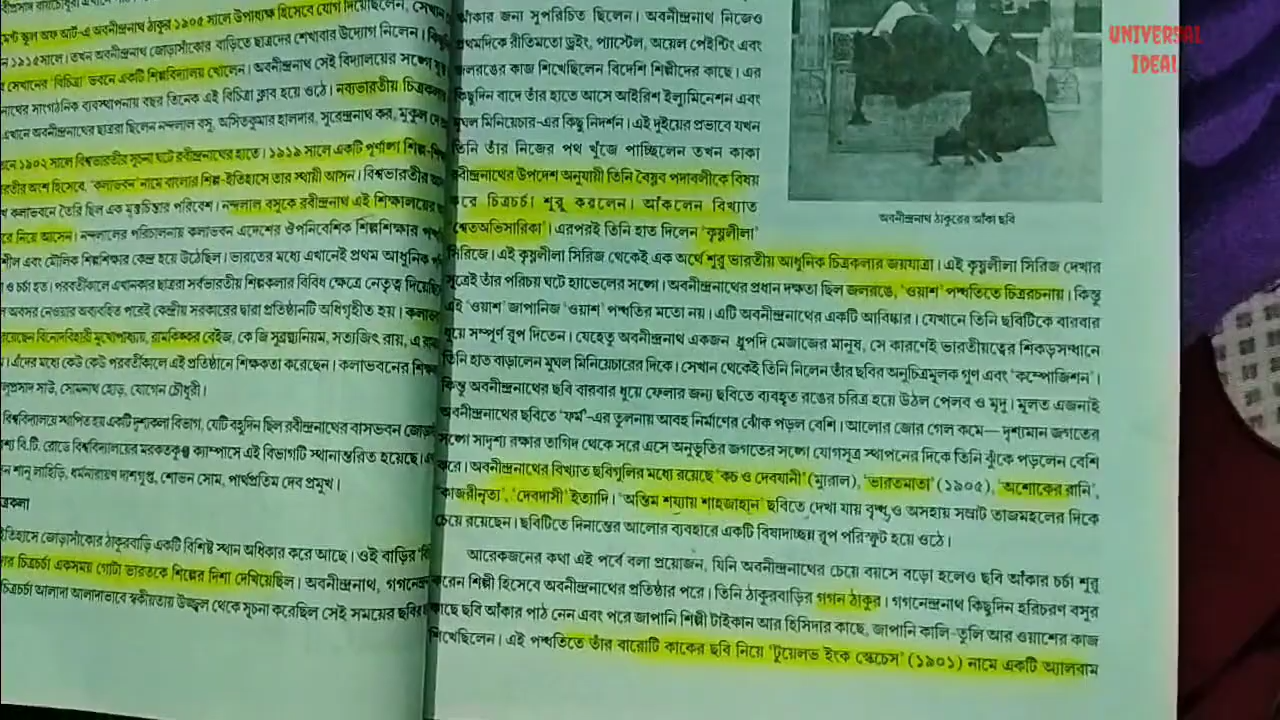 মেন্ট স্কুল অফ আর্ট-এ অবনীন্দ্রনাথ ঠাকুর ১৯০৫ সালে উপাধ্যক্ষ হিসেবে যোগ দিয়েছিলেন, সেখান
ন ১৯১৫সালে। তখন অবনীন্দ্রনাথ জোড়াসাঁকোর বাড়িতে ছাত্রদের শেখাবার উদ্যোগ নিলেন।
সেখানের 'বিচিত্রা' ভবনে একটি শিল্পবিদ্যালয় খোলেন। অবনীন্দ্রনাথ সেই বিদ্যালয়ের সঙ্গে
নাথের সাংগঠনিক ব্যবস্থাপনায় বছর তিনেক এই বিচিত্রা ক্লাব হয়ে ওঠে। নব্যভারতীয় চিত্রকলা
এখানে অবনীন্দ্রনাথের ছাত্ররা ছিলেন নন্দলাল বসু, অসিতকুমার হালদার, সুরেন্দ্রনাথ কর, মুকুল দে
নে ১৯০২ সালে বিশ্বভারতীর সূচনা ঘটে রবীন্দ্রনাথের হাতে। ১৯১৯ সালে একটি পূর্ণাঙ্গ শিল্প-
রতীর অংশ হিসেবে, 'কলাভবন' নামে বাংলার শিল্প-ইতিহাসে তার স্থায়ী আসন। বিশ্বভারতীর
কলাভবনে তৈরি ছিল এক মুক্তচিন্তার পরিবেশ। নন্দলাল বসুকে রবীন্দ্রনাথ এই শিক্ষালয়ের
রে নিয়ে আসেন। নন্দলালের পরিচালনায় কলাভবন এদেশের ঔপনিবেশিক শিল্পশিক্ষার
শীল এবং মৌলিক শিল্পশিক্ষার কেন্দ্র হয়ে উঠেছিল। ভারতের মধ্যে এখানেই প্রথম আধুনিক
ও চর্চা হত। পরবর্তীকালে এখানকার ছাত্ররা সর্বভারতীয় শিল্পকলার বিবিধ ক্ষেত্রে নেতৃত্ব দিয়েছি
অবসর নেওয়ার অব্যবহিত পরেই কেন্দ্রীয় সরকারের দ্বারা প্রতিষ্ঠানটি অধিগৃহীত হয়।
রয়েছেন বিনোদবিহারী মুখোপাধ্যায়, রামকিঙ্কর বেইজ, কে জি সুব্রহ্মনিয়ম, সত্যজিৎ রায়,
। এঁদের মধ্যে কেউ কেউ পরবর্তীকালে এই প্রতিষ্ঠানে শিক্ষকতা করেছেন। কলাভবনের শিক্ষ
লুপ্রসাদ সাউ, সোমনাথ হোড়, যোগেন চৌধুরী।
বিশ্ববিদ্যালয়ে স্থাপিত হয় একটি দৃশ্যকলা বিভাগ, যেটি বহুদিন ছিল রবীন্দ্রনাথের বাসভবন জোড়া
শ্য বি.টি. রোডে বিশ্ববিদ্যালয়ের মরকতকুঞ্জ ক্যাম্পাসে এই বিভাগটি স্থানান্তরিত হয়েছে।
ন শানু লাহিড়ি, ধর্মনারায়ণ দাশগুপ্ত, শোভন সোম, পার্থপ্রতিম দেব প্রমুখ।
ত্রকলা
ইতিহাসে জোড়াসাঁকোর ঠাকুরবাড়ি একটি বিশিষ্ট স্থান অধিকার করে আছে। ওই বাড়ির
চিত্রচর্চা একসময় গোটা ভারতকে শিল্পের দিশা দেখিয়েছিল। অবনীন্দ্রনাথ, গগনেন্দ্র
চিত্রচর্চা আলাদা আলাদাভাবে স্বকীয়তায় উজ্জ্বল থেকে সূচনা করেছিল সেই সময়ের ছবির
আঁকার জন্য সুপরিচিত ছিলেন। অবনীন্দ্রনাথ নিজেও
প্রথমদিকে রীতিমতো ড্রইং, প্যাস্টেল, অয়েল পেইন্টিং এবং
জলরঙের কাজ শিখেছিলেন বিদেশি শিল্পীদের কাছে। এর
কিছুদিন বাদে তাঁর হাতে আসে আইরিশ ইল্যুমিনেশন এবং
মুঘল মিনিয়েচার-এর কিছু নিদর্শন। এই দুইয়ের প্রভাবে যখন
তিনি তাঁর নিজের পথ খুঁজে পাচ্ছিলেন তখন কাকা
রবীন্দ্রনাথের উপদেশ অনুযায়ী তিনি বৈষ্ণব পদাবলীকে বিষয়
করে চিত্রচর্চা শুরু করলেন। আঁকলেন বিখ্যাত
'শ্বেতঅভিসারিকা'। এরপরই তিনি হাত দিলেন 'কৃষ্ণলীলা'
সিরিজে। এই কৃষ্ণলীলা সিরিজ থেকেই এক অর্থে শুরু ভারতীয় আধুনিক চিত্রকলার জয়যাত্রা। এই কৃষ্ণলীলা সিরিজ দেখার
সূত্রেই তাঁর পরিচয় ঘটে হ্যাভেলের সঙ্গে। অবনীন্দ্রনাথের প্রধান দক্ষতা ছিল জলরঙে, 'ওয়াশ' পদ্ধতিতে চিত্ররচনায়। কিন্তু
এই 'ওয়াশ' জাপানিজ 'ওয়াশ' পদ্ধতির মতো নয়। এটি অবনীন্দ্রনাথের একটি আবিষ্কার। যেখানে তিনি ছবিটিকে বারবার
ধুয়ে সম্পূর্ণ রূপ দিতেন। যেহেতু অবনীন্দ্রনাথ একজন ধ্রুপদি মেজাজের মানুষ, সে কারণেই ভারতীয়ত্বের শিকড়সন্ধানে
তিনি হাত বাড়ালেন মুঘল মিনিয়েচারের দিকে। সেখান থেকেই তিনি নিলেন তাঁর ছবির অনুচিত্রমূলক গুণ এবং 'কম্পোজিশন'।
কিন্তু অবনীন্দ্রনাথের ছবি বারবার ধুয়ে ফেলার জন্য ছবিতে ব্যবহৃত রঙের চরিত্র হয়ে উঠল পেলব ও মৃদু। মূলত এজন্যই
অবনীন্দ্রনাথের ছবিতে 'ফর্ম'-এর তুলনায় আবহ নির্মাণের ঝোঁক পড়ল বেশি। আলোর জোর গেল কমে— দৃশ্যমান জগতের
সঙ্গে সাদৃশ্য রক্ষার তাগিদ থেকে সরে এসে অনুভূতির জগতের সঙ্গে যোগসূত্র স্থাপনের দিকে তিনি ঝুঁকে পড়লেন বেশি
করে। অবনীন্দ্রনাথের বিখ্যাত ছবিগুলির মধ্যে রয়েছে 'কচ ও দেবযানী' (ম্যুরাল), 'ভারতমাতা' (১৯০৫), 'অশোকের রানি',
'কাজরীনৃত্য', 'দেবদাসী' ইত্যাদি। 'অন্তিম শয্যায় শাহজাহান' ছবিতে দেখা যায় বৃদ্ধ ও অসহায় সম্রাট তাজমহলের দিকে
চেয়ে রয়েছেন। ছবিটিতে দিনান্তের আলোর ব্যবহারে একটি বিষাদাচ্ছন্ন রূপ পরিস্ফুট হয়ে ওঠে।
আরেকজনের কথা এই পর্বে বলা প্রয়োজন, যিনি অবনীন্দ্রনাথের চেয়ে বয়সে বড়ো হলেও ছবি আঁকার চর্চা শুরু
করেন শিল্পী হিসেবে অবনীন্দ্রনাথের প্রতিষ্ঠার পরে। তিনি ঠাকুরবাড়ির গগন ঠাকুর। গগনেন্দ্রনাথ কিছুদিন হরিচরণ বসুর
কাছে ছবি আঁকার পাঠ নেন এবং পরে জাপানি শিল্পী টাইকান আর হিসিদার কাছে, জাপানি কালি-তুলি আর ওয়াশের কাজ
শিখেছিলেন। এই পদ্ধতিতে তাঁর বারোটি কাকের ছবি নিয়ে 'টুয়েলভ ইংক স্কেচেস' (১৯০১) নামে একটি অ্যালবাম
অবনীন্দ্রনাথ ঠাকুরের আঁকা ছবি
UNIVERSAL
IDEAL